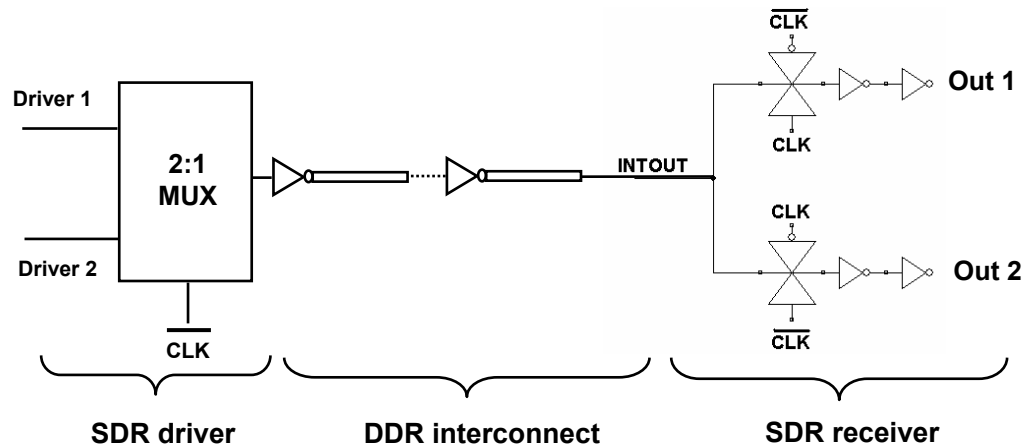 Driver 1
2:1
MUX
Driver 2
CLK
INTOUT
CLK
CLK
Out 1
CLK
CLK
Out 2
SDR driver
DDR interconnect
SDR receiver